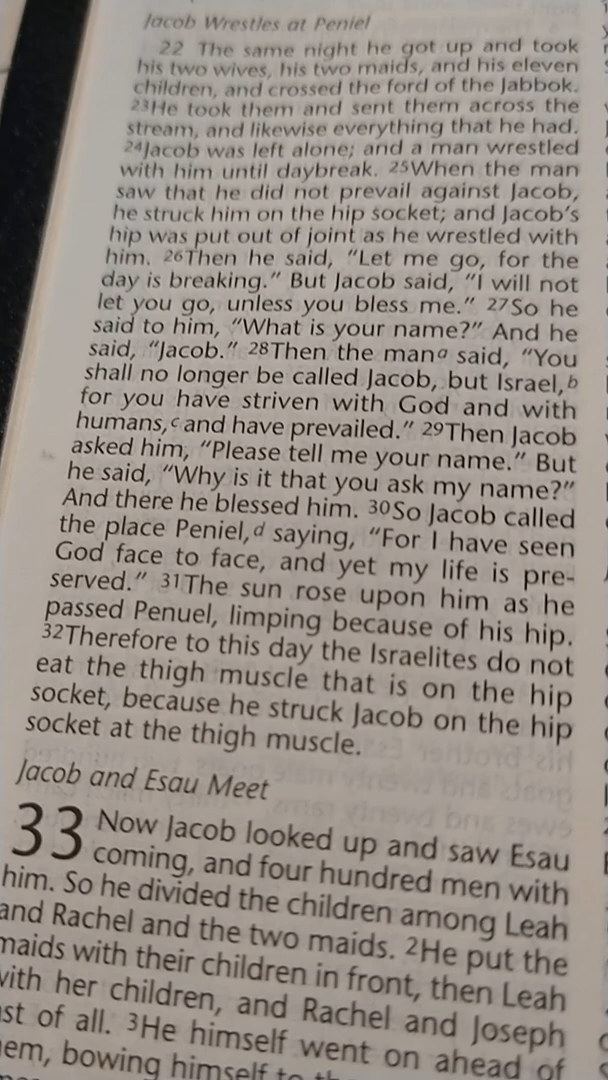 Jacob Wrestles at Peniel
22 The same night he got up and took
his two wives, his two maids, and his eleven
children, and crossed the ford of the Jabbok.
23He took them and sent them across the
stream, and likewise everything that he had.
24Jacob was left alone; and a man wrestled
with him until daybreak. 25When the man
saw that he did not prevail against Jacob,
he struck him on the hip socket; and Jacob's
hip was put out of joint as he wrestled with
him. 26Then he said, "Let me go, for the
day is breaking." But Jacob said, "I will not
let you go, unless you bless me." 27So he
said to him, "What is your name?" And he
said, "Jacob." 28Then the man a said, "You
shall no longer be called Jacob, but Israel, b
for you have striven with God and with
humans, c and have prevailed." 29Then Jacob
asked him, "Please tell me your name." But
he said, "Why is it that you ask my name?"
And there he blessed him. 30So Jacob called
the place Peniel, d saying, "For I have seen
God face to face, and yet my life is pre-
served." 31The sun rose upon him as he
passed Penuel, limping because of his hip.
32Therefore to this day the Israelites do not
eat the thigh muscle that is on the hip
socket, because he struck Jacob on the hip
socket at the thigh muscle.
Jacob and Esau Meet
33 Now Jacob looked up and saw Esau
coming, and four hundred men with
him. So he divided the children among Leah
and Rachel and the two maids. 2He put the
maids with their children in front, then Leah
with her children, and Rachel and Joseph
of all. 3He himself went on ahead of
bowing himself to